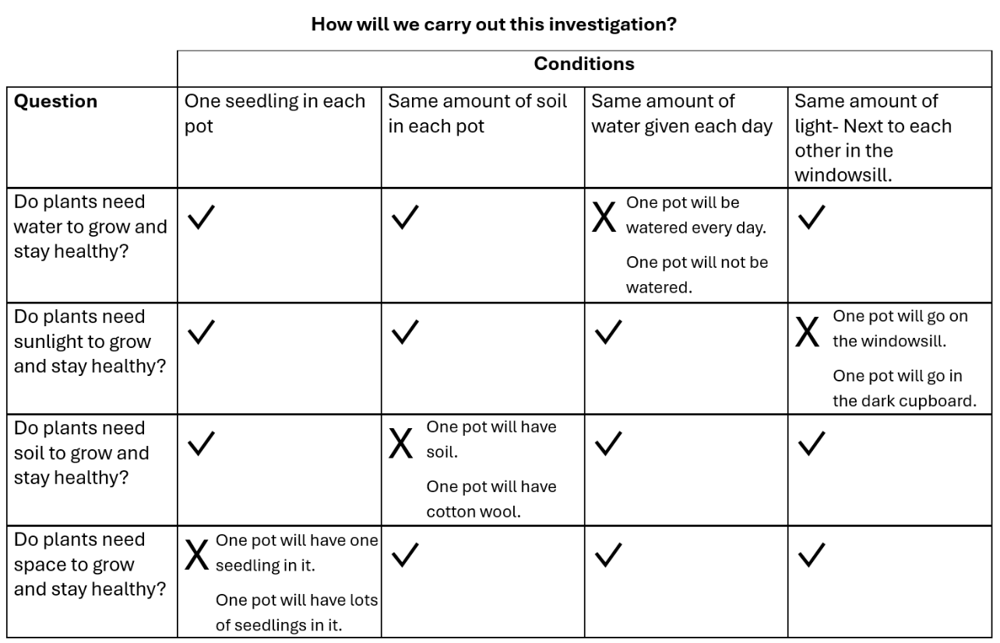 How will we carry out this investigation?
Conditions
Question
One seedling in each
pot
Same amount of soil
in each pot
Same amount of
water given each day
Same amount of
light- Next to each
other in the
windowsill.
Do plants need
water to grow and
stay healthy?
✓
✓
X
One pot will be
watered every day.
One pot will not be
watered.
✓
Do plants need
sunlight to grow
and stay healthy?
✓
✓
✓
X
One pot will go on
the windowsill.
One pot will go in
the dark cupboard.
Do plants need
soil to grow and
stay healthy?
✓
X
One pot will have
soil.
One pot will have
cotton wool.
✓
✓
Do plants need
space to grow
and stay healthy?
X
One pot will have one
seedling in it.
One pot will have lots
of seedlings in it.
✓
✓
✓